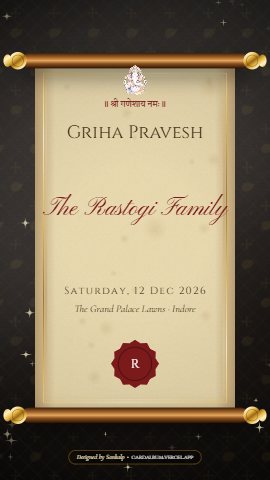 ॥ श्री गणेशाय नमः ॥
Griha Pravesh
The Rastogi Family
Saturday, 12 Dec 2026
The Grand Palace Lawns · Indore
R
Designed by Sankalp • CARDALBUM.VERCEL.APP